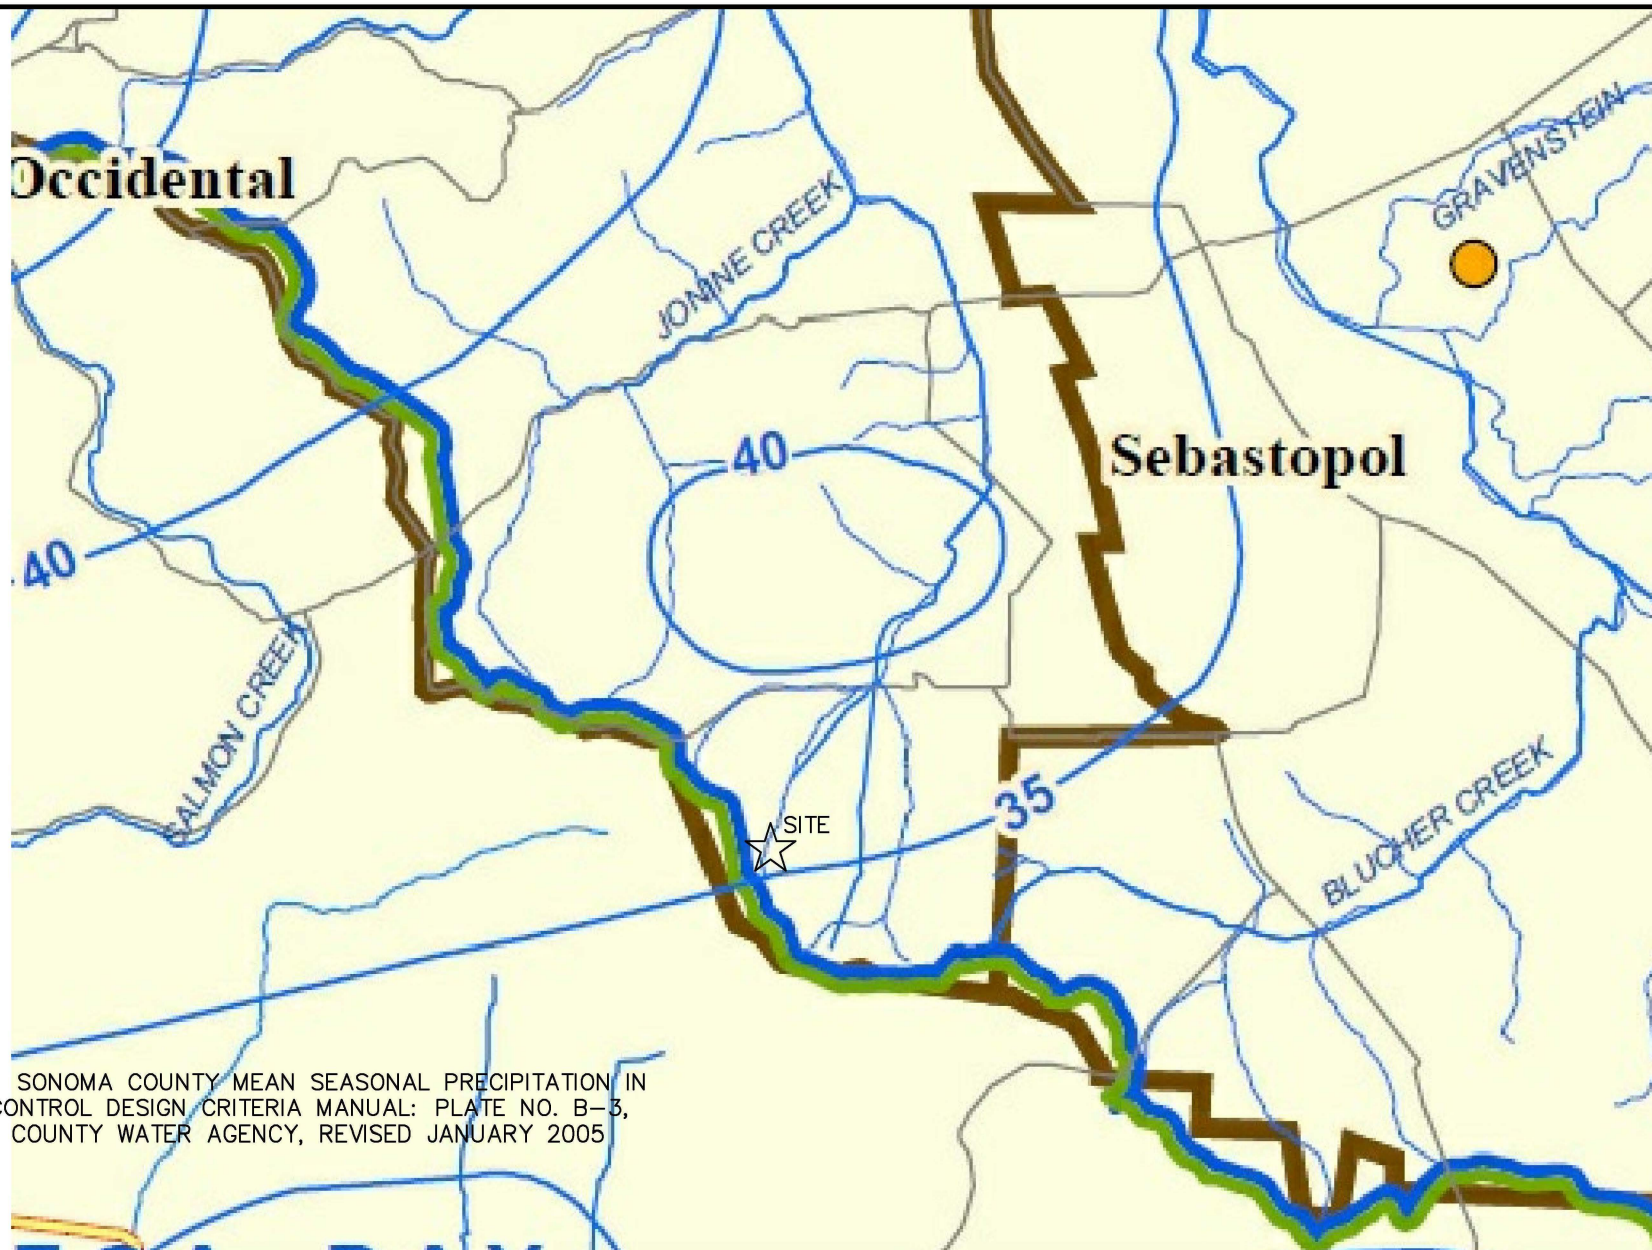 GRAVENSTEIN
Occidental
JONINE CREEK
40
Sebastopol
40
SALMON CREEK
35
BLUCHER CREEK
SITE
SONOMA COUNTY MEAN SEASONAL PRECIPITATION IN
CONTROL DESIGN CRITERIA MANUAL: PLATE NO. B-3,
COUNTY WATER AGENCY, REVISED JANUARY 2005